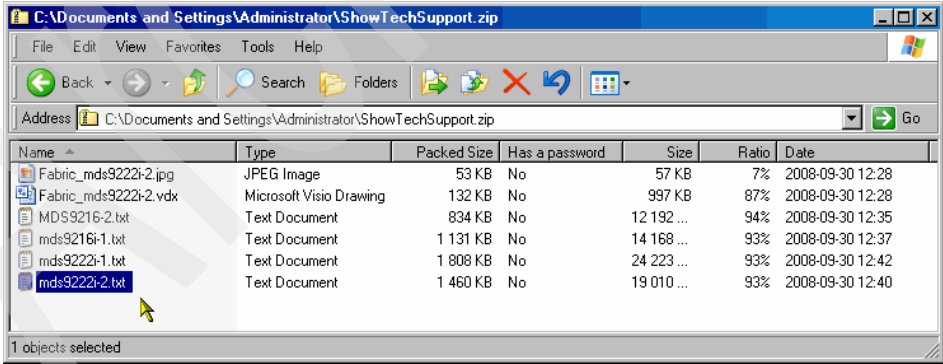 C:\Documents and Settings\Administrator\ShowTechSupport.zip
File Edit View Favorites Tools Help
Back Search Folders
Address C:\Documents and Settings\Administrator\ShowTechSupport.zip Go
Name Type Packed Size Has a password Size Ratio Date
Fabric_mds9222i-2.jpg JPEG Image 53 KB No 57 KB 7% 2008-09-30 12:28
Fabric_mds9222i-2.vdx Microsoft Visio Drawing 132 KB No 997 KB 87% 2008-09-30 12:28
MDS9216-2.txt Text Document 834 KB No 12 192 ... 94% 2008-09-30 12:35
mds9216i-1.txt Text Document 1 131 KB No 14 168 ... 93% 2008-09-30 12:37
mds9222i-1.txt Text Document 1 808 KB No 24 223 ... 93% 2008-09-30 12:42
mds9222i-2.txt Text Document 1 460 KB No 19 010 ... 93% 2008-09-30 12:40
1 objects selected